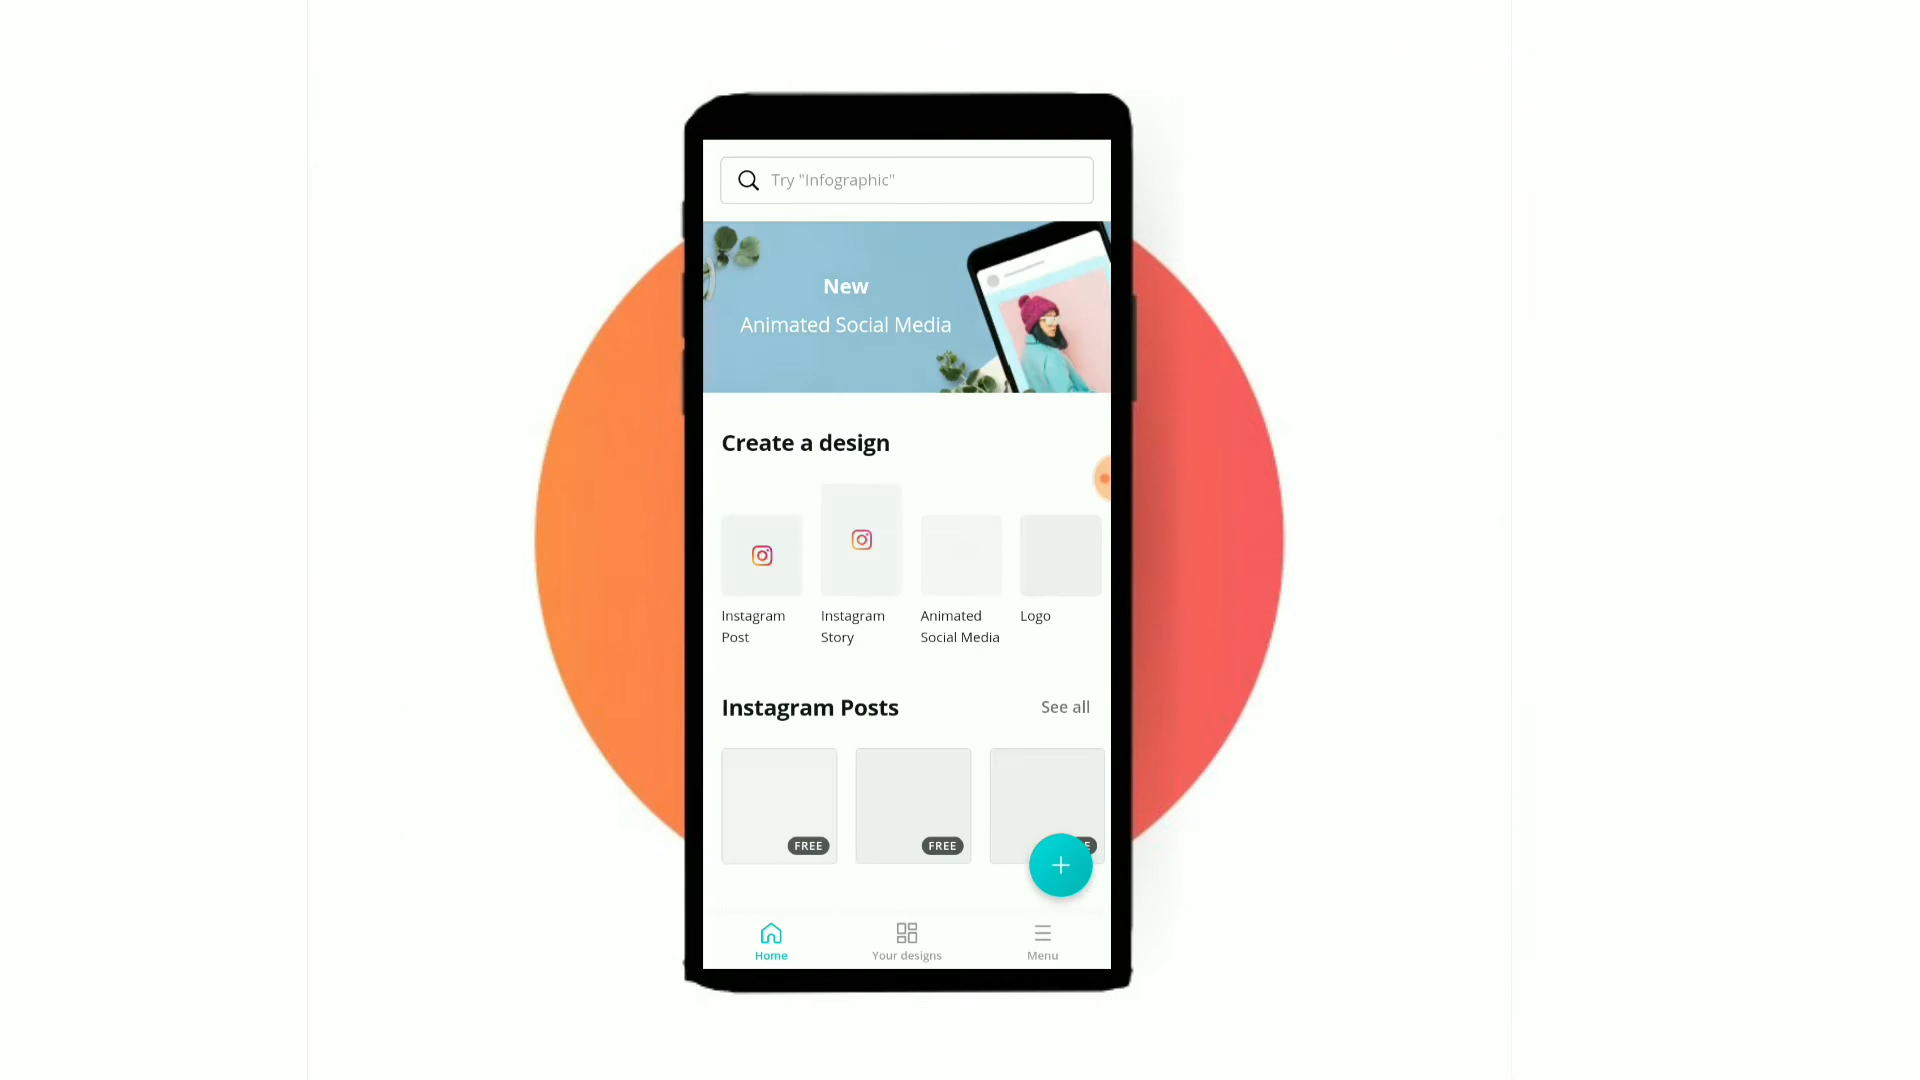 Try "Infographic"
New
Animated Social Media
Create a design
Instagram
Post
Instagram
Story
Animated
Social Media
Logo
Instagram Posts
See all
FREE
FREE
E
Home
Your designs
Menu